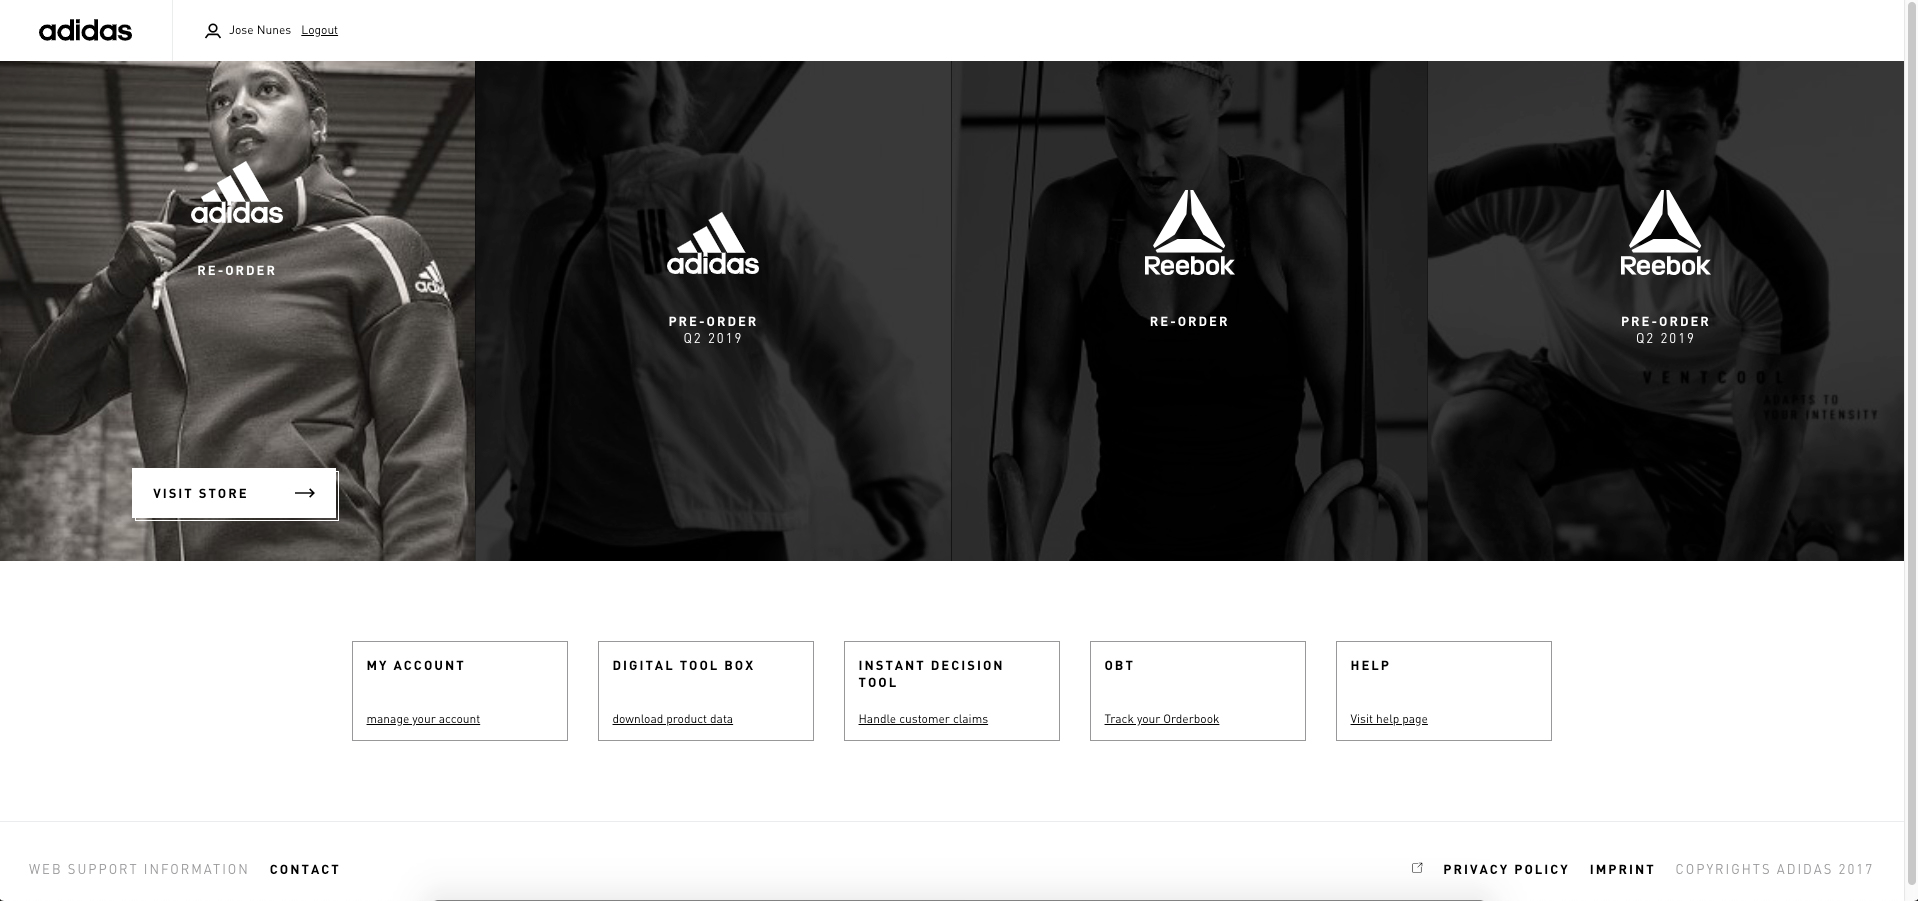 adidas
Jose Nunes Logout
adidas
RE-ORDER
adidas
VISIT STORE
adidas
PRE-ORDER
Q2 2019
Reebok
RE-ORDER
Reebok
PRE-ORDER
Q2 2019
VENTCOOL
ADAPTS TO
YOUR INTENSITY
MY ACCOUNT
manage your account
DIGITAL TOOL BOX
download product data
INSTANT DECISION
TOOL
Handle customer claims
OBT
Track your Orderbook
HELP
Visit help page
WEB SUPPORT INFORMATION CONTACT
PRIVACY POLICY IMPRINT COPYRIGHTS ADIDAS 2017